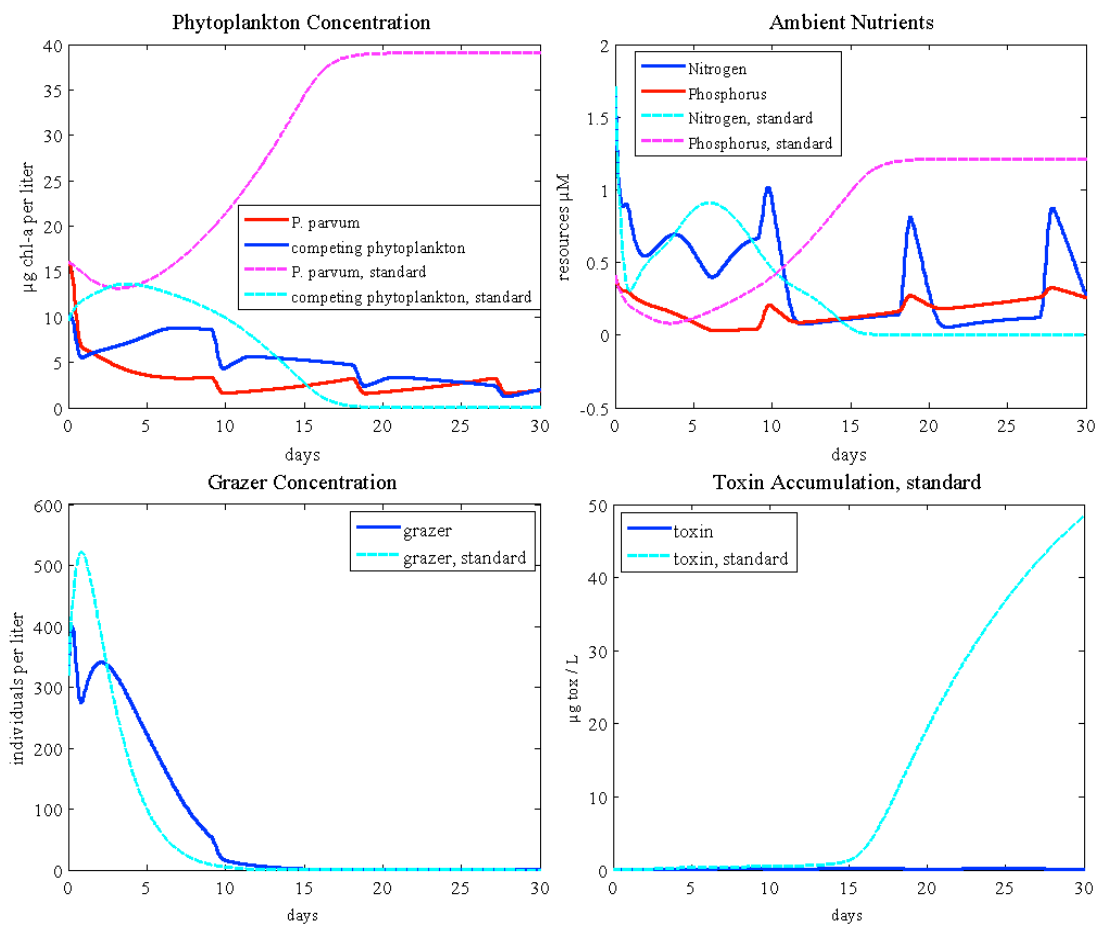 Phytoplankton Concentration
µg chl-a per liter
40
35
30
25
20
15
10
5
0
P. parvum
competing phytoplankton
P. parvum, standard
competing phytoplankton, standard
0 5 10 15 20 25 30
days
Ambient Nutrients
resources µM
2
1.5
1
0.5
0
-0.5
Nitrogen
Phosphorus
Nitrogen, standard
Phosphorus, standard
0 5 10 15 20 25 30
days
Grazer Concentration
individuals per liter
600
500
400
300
200
100
0
grazer
grazer, standard
0 5 10 15 20 25 30
days
Toxin Accumulation, standard
µg tox / L
50
40
30
20
10
0
toxin
toxin, standard
0 5 10 15 20 25 30
days